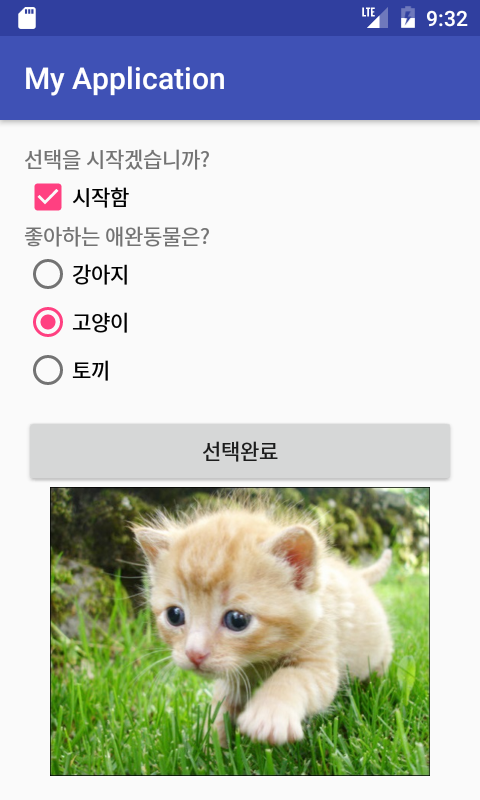 LTE 9:32
My Application
선택을 시작겠습니까?
시작함
좋아하는 애완동물은?
강아지
고양이
토끼
선택완료